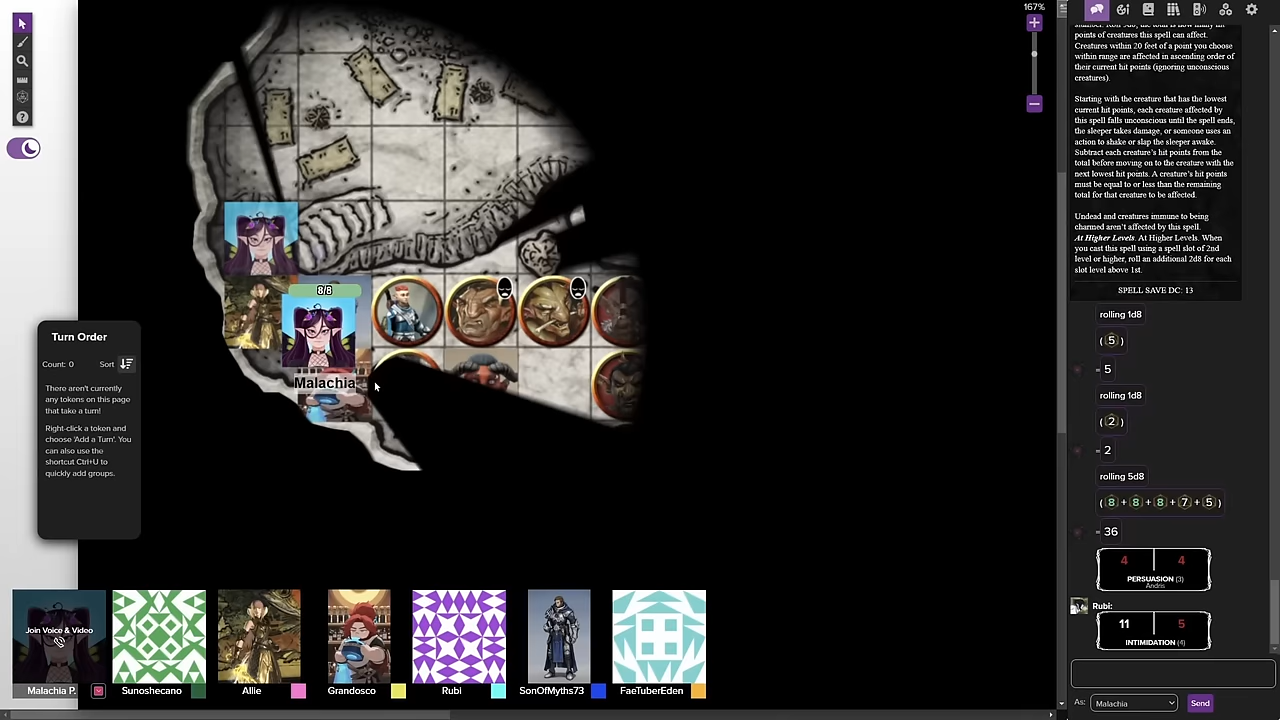 167%
points of creatures this spell can affect.
Creatures within 20 feet of a point you choose
within range are affected in ascending order of
their current hit points (ignoring unconscious
creatures).
Starting with the creature that has the lowest
current hit points, each creature affected by
this spell falls unconscious until the spell ends,
the sleeper takes damage, or someone uses an
action to shake or slap the sleeper awake.
Subtract each creature's hit points from the
total before moving on to the creature with the
next lowest hit points. A creature's hit points
must be equal to or less than the remaining
total for that creature to be affected.
Undead and creatures immune to being
charmed aren't affected by this spell.
At Higher Levels. At Higher Levels. When
you cast this spell using a spell slot of 2nd
level or higher, roll an additional 2d8 for each
slot level above 1st.
SPELL SAVE DC: 13
rolling 1d8
(5)
= 5
rolling 1d8
(2)
= 2
rolling 5d8
(8+8+8+7+5)
= 36
4 4
PERSUASION (3)
Andris
Rubi:
11 5
INTIMIDATION (4)
As: Malachia Send
8/8
Malachia
Turn Order
Count: 0 Sort
There aren't currently
any tokens on this page
that take a turn!
Right-click a token and
choose 'Add a Turn'. You
can also use the
shortcut Ctrl+U to
quickly add groups.
Join Voice & Video
Malachia P.
Sunoshecano
Allie
Grandosco
Rubi
SonOfMyths73
FaeTuberEden